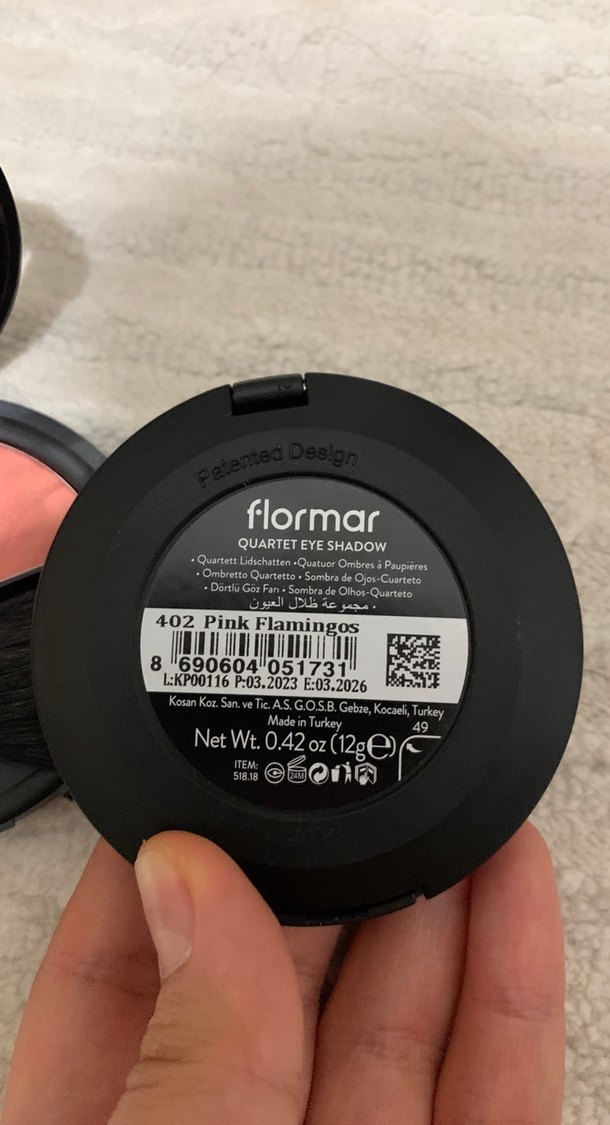 Patented Design
flormar
QUARTET EYE SHADOW
• Quartett Lidschatten •Quatuor Ombres à Paupières
• Ombretto Quartetto • Sombra de Ojos-Cuarteto
• Dörtlü Göz Farı • Sombra de Olhos-Quarteto
• مجموعة ظلال العيون
402 Pink Flamingos
8 690604 051731
L:KP00116 P:03.2023 E:03.2026
Kosan Koz. San. ve Tic. A.S. G.O.S.B. Gebze, Kocaeli, Turkey
Made in Turkey
49
Net Wt. 0.42 oz (12g℮)
ITEM:
518.18
24M